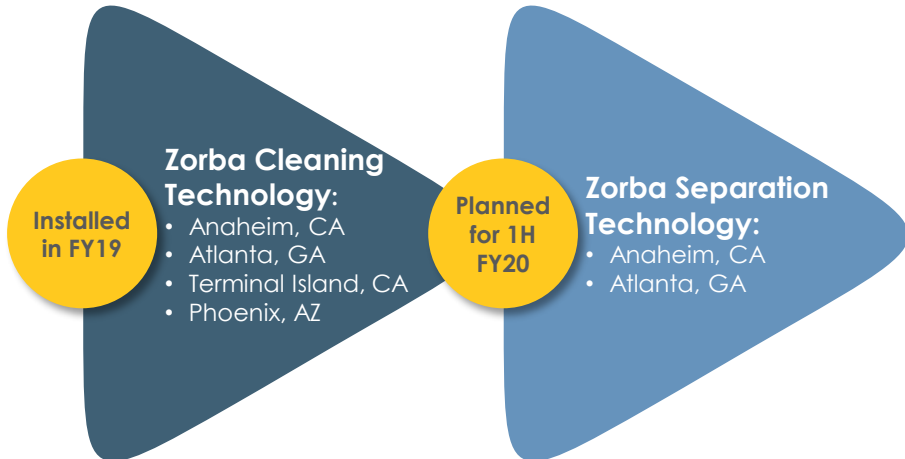 Installed
in FY19
Zorba Cleaning
Technology:
• Anaheim, CA
• Atlanta, GA
• Terminal Island, CA
• Phoenix, AZ
Planned
for 1H
FY20
Zorba Separation
Technology:
• Anaheim, CA
• Atlanta, GA